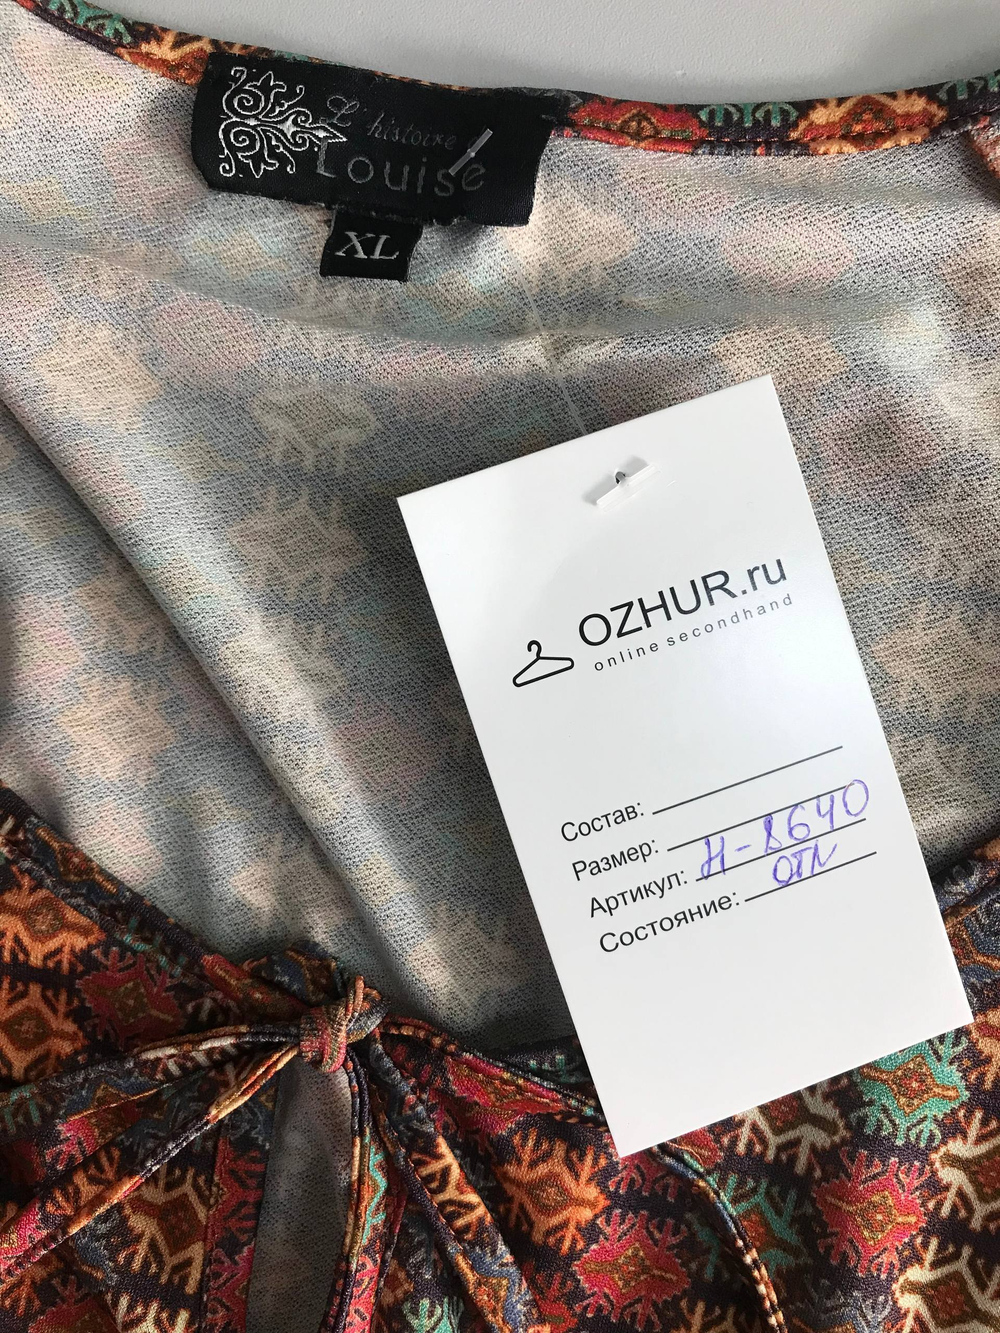 L'histoire
Louise
XL
OZHUR.ru
online secondhand
Состав:
Размер:
Артикул: Н-8640
Состояние: отл